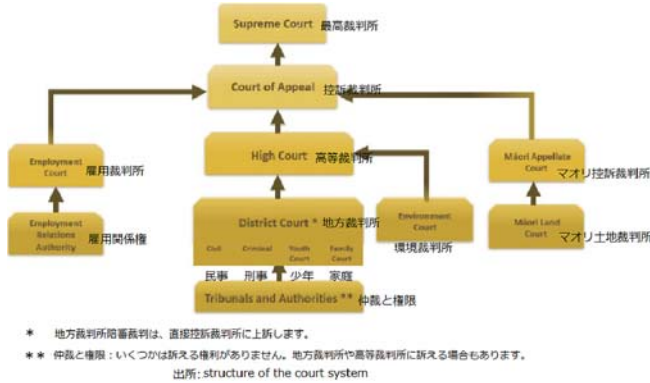 Supreme Court 最高裁判所
Court of Appeal 控訴裁判所
High Court 高等裁判所
Employment Court 雇用裁判所
Māori Appellate Court マオリ控訴裁判所
District Court * 地方裁判所
Employment Relations Authority 雇用関係権
Environment Court 環境裁判所
Māori Land Court マオリ土地裁判所
Civil Criminal Youth Court Family Court
民事 刑事 少年 家庭
Tribunals and Authorities ** 仲裁と権限
* 地方裁判所陪審裁判は、直接控訴裁判所に上訴します。
** 仲裁と権限：いくつかは訴える権利がありません。地方裁判所や高等裁判所に訴える場合もあります。
出所: structure of the court system